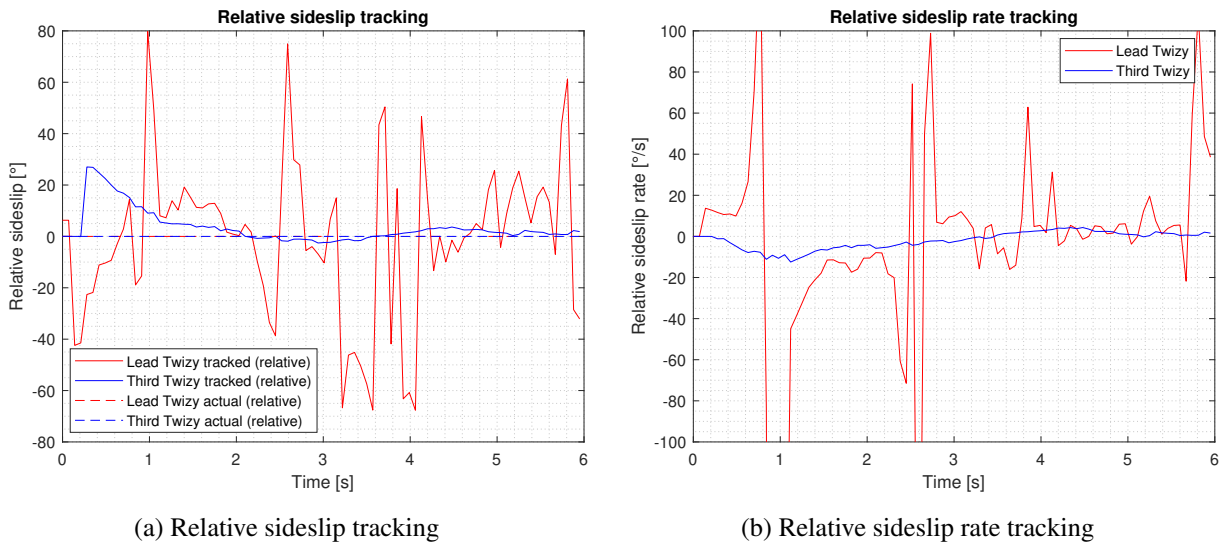 Relative sideslip tracking
80
60
40
20
0
-20
-40
-60
-80
Relative sideslip [°]
Lead Twizy tracked (relative)
Third Twizy tracked (relative)
Lead Twizy actual (relative)
Third Twizy actual (relative)
0 1 2 3 4 5 6
Time [s]
(a) Relative sideslip tracking
Relative sideslip rate tracking
100
80
60
40
20
0
-20
-40
-60
-80
-100
Relative sideslip rate [°/s]
Lead Twizy
Third Twizy
0 1 2 3 4 5 6
Time [s]
(b) Relative sideslip rate tracking